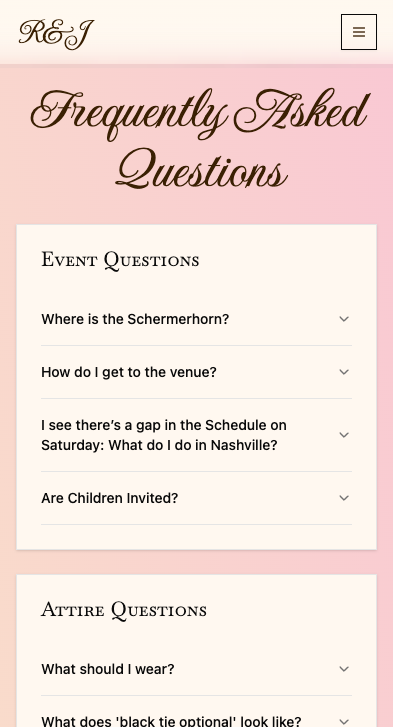 R&J
Frequently Asked
Questions
Event Questions
Where is the Schermerhorn?
How do I get to the venue?
I see there's a gap in the Schedule on
Saturday: What do I do in Nashville?
Are Children Invited?
Attire Questions
What should I wear?
What does 'black tie optional' look like?